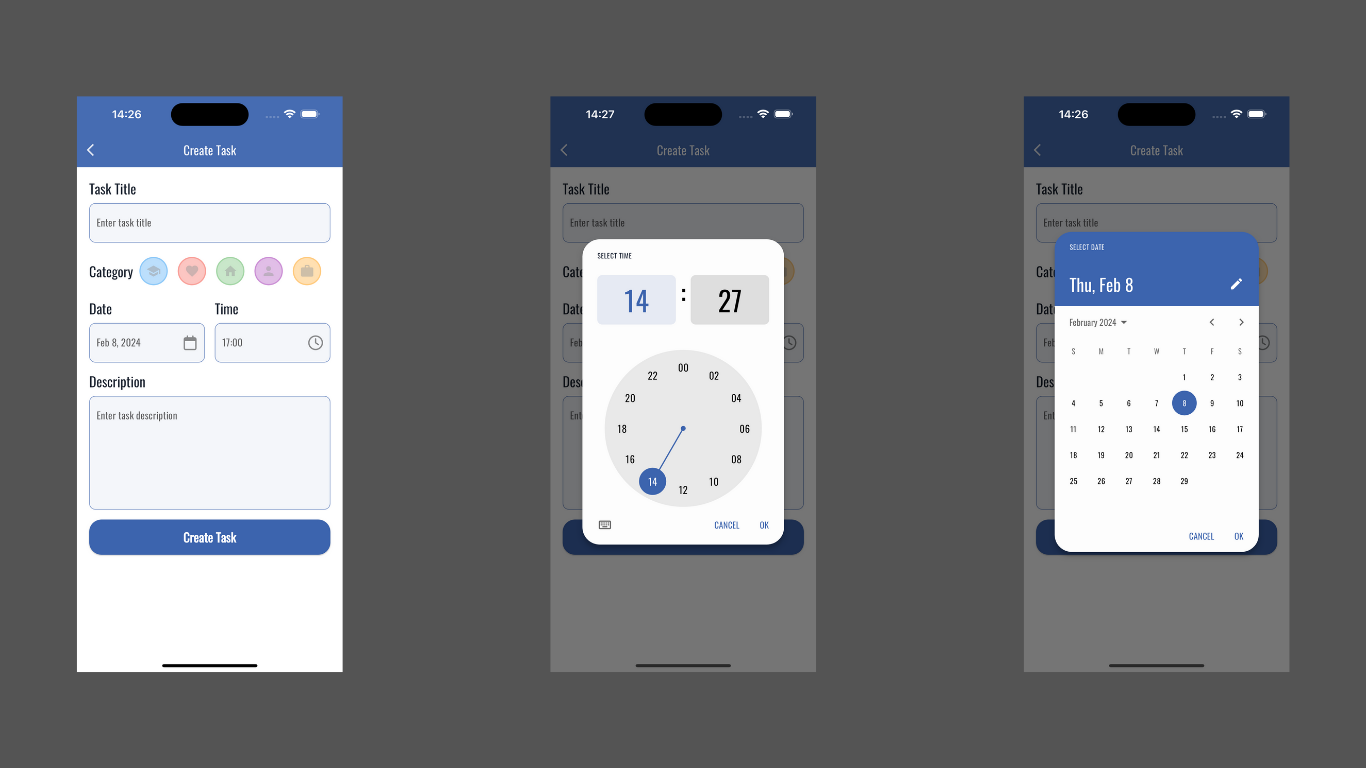 14:26
Create Task
Task Title
Enter task title
Category
Date Time
Feb 8, 2024 17:00
Description
Enter task description
Create Task
14:27
Create Task
Task Title
Enter task title
SELECT TIME
14 : 27
Cate
Date
Feb
Desc
Ent
00
22 02
20 04
18 06
16 08
14 10
12
CANCEL OK
14:26
Create Task
Task Title
Enter task title
SELECT DATE
Thu, Feb 8
Cate
Date
Feb
Des
Ent
February 2024
S M T W T F S
1 2 3
4 5 6 7 8 9 10
11 12 13 14 15 16 17
18 19 20 21 22 23 24
25 26 27 28 29
CANCEL OK